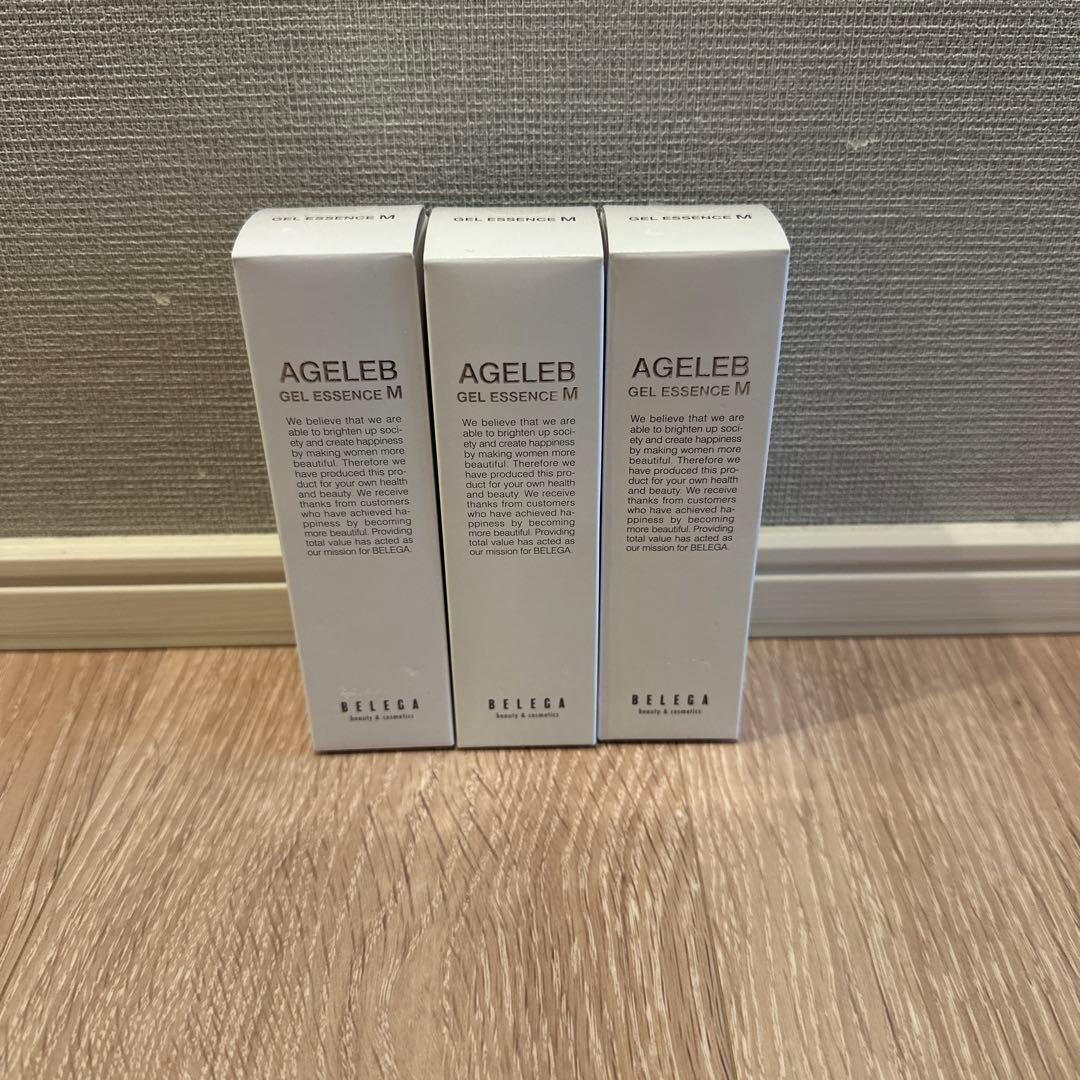 GEL ESSENCE M
AGELEB
GEL ESSENCE M
We believe that we are
able to brighten up soci-
ety and create happiness
by making women more
beautiful. Therefore we
have produced this pro-
duct for your own health
and beauty. We receive
thanks from customers
who have achieved ha-
ppiness by becoming
more beautiful. Providing
total value has acted as
our mission for BELEGA.
BELEGA
beauty & cosmetics
GEL ESSENCE M
AGELEB
GEL ESSENCE M
We believe that we are
able to brighten up soci-
ety and create happiness
by making women more
beautiful. Therefore we
have produced this pro-
duct for your own health
and beauty. We receive
thanks from customers
who have achieved ha-
ppiness by becoming
more beautiful. Providing
total value has acted as
our mission for BELEGA.
BELEGA
beauty & cosmetics
GEL ESSENCE M
AGELEB
GEL ESSENCE M
We believe that we are
able to brighten up soci-
ety and create happiness
by making women more
beautiful. Therefore we
have produced this pro-
duct for your own health
and beauty. We receive
thanks from customers
who have achieved ha-
ppiness by becoming
more beautiful. Providing
total value has acted as
our mission for BELEGA.
BELEGA
beauty & cosmetics